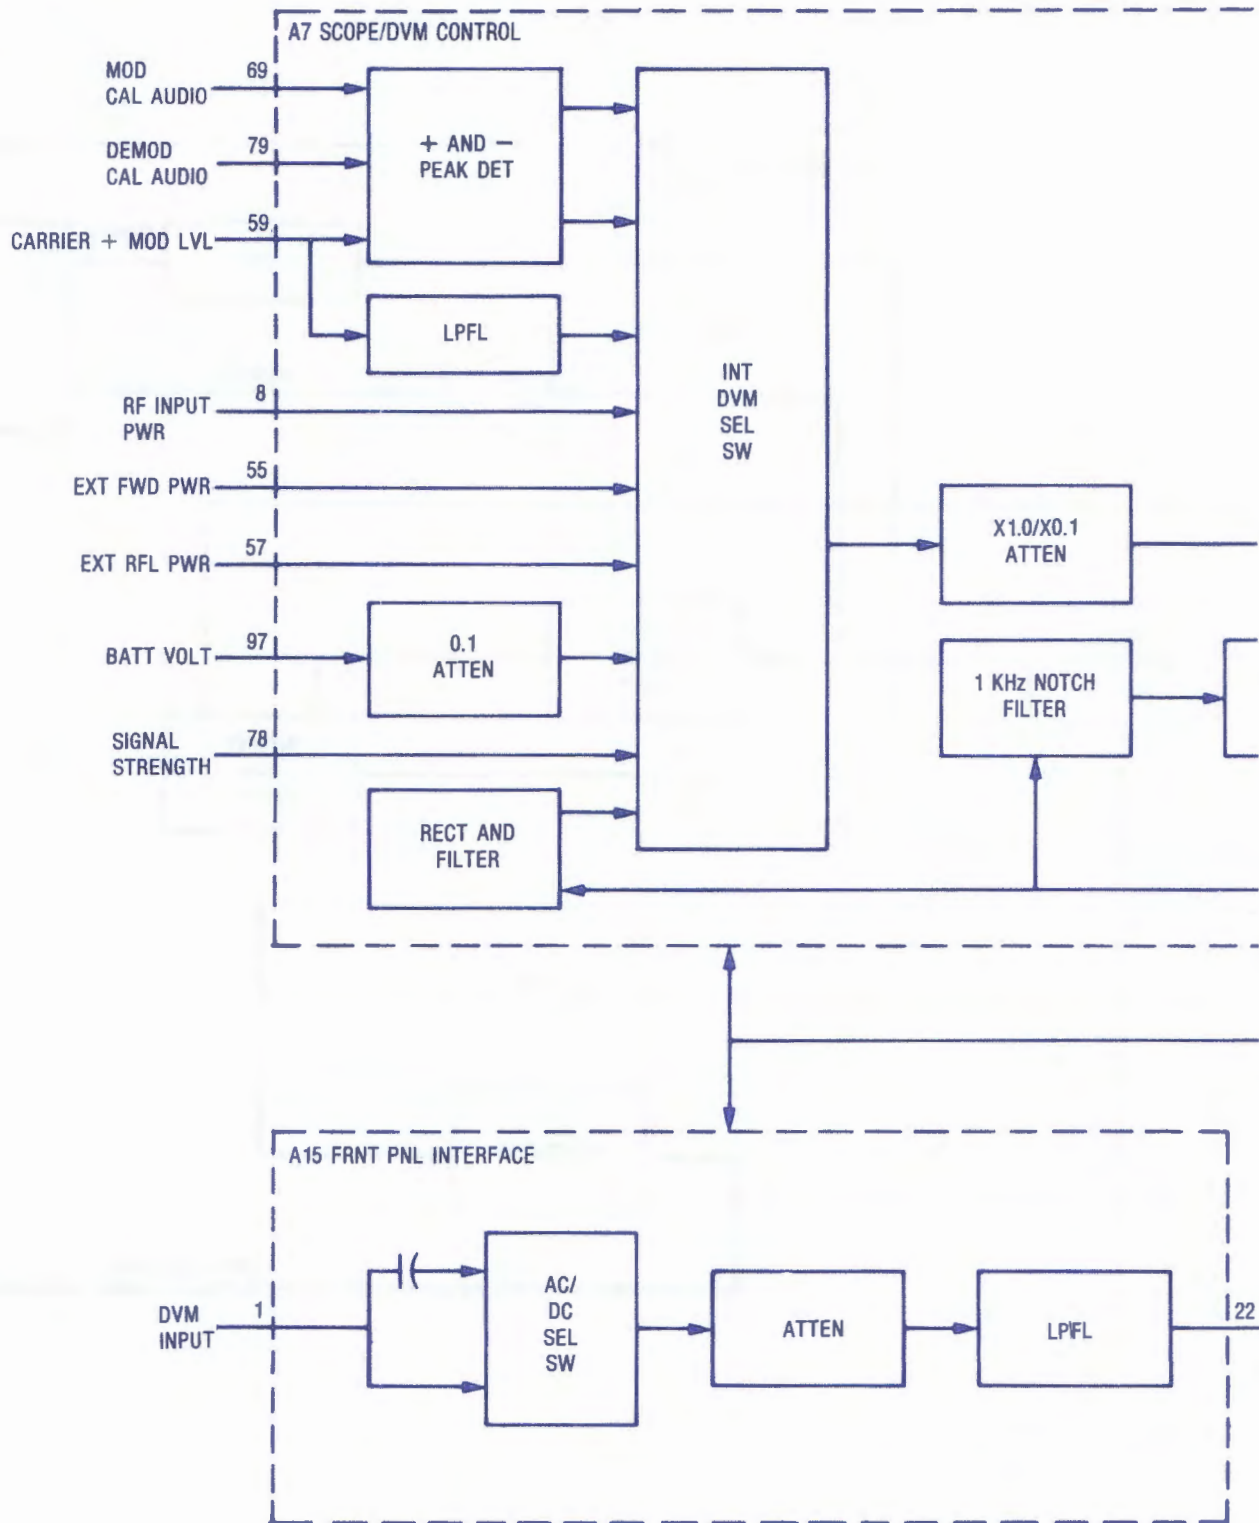 A7 SCOPE/DVM CONTROL
MOD
CAL AUDIO
69
DEMOD
CAL AUDIO
79
CARRIER + MOD LVL
59
+ AND −
PEAK DET
LPFL
RF INPUT
PWR
8
EXT FWD PWR
55
EXT RFL PWR
57
BATT VOLT
97
0.1
ATTEN
SIGNAL
STRENGTH
78
RECT AND
FILTER
INT
DVM
SEL
SW
X1.0/X0.1
ATTEN
1 KHz NOTCH
FILTER
A15 FRNT PNL INTERFACE
DVM
INPUT
1
AC/
DC
SEL
SW
ATTEN
LPFL
22